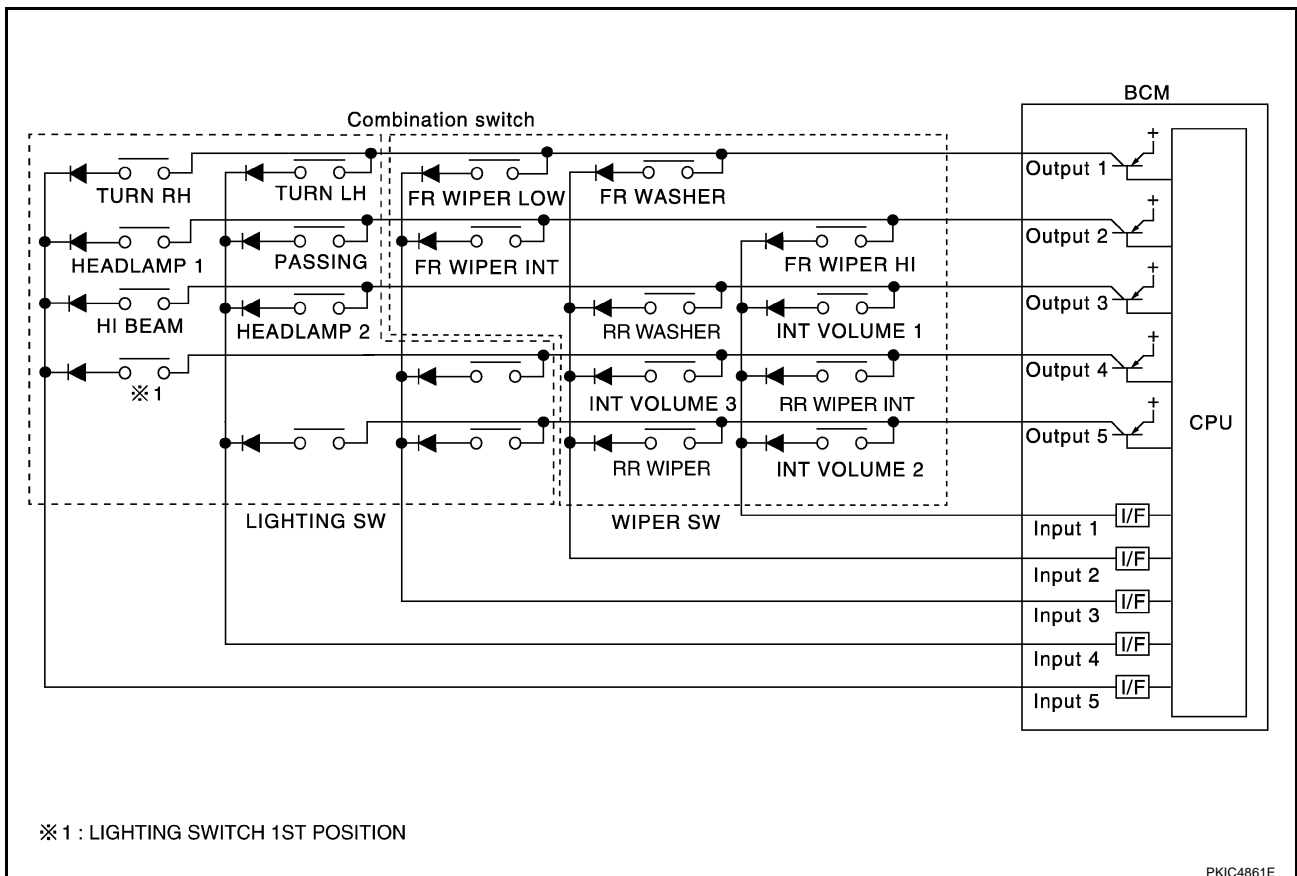 BCM
Combination switch
+
Output 1
TURN RH
TURN LH
FR WIPER LOW
FR WASHER
+
Output 2
HEADLAMP 1
PASSING
FR WIPER INT
FR WIPER HI
+
Output 3
HI BEAM
HEADLAMP 2
RR WASHER
INT VOLUME 1
+
Output 4
※1
INT VOLUME 3
RR WIPER INT
+
Output 5
CPU
RR WIPER
INT VOLUME 2
LIGHTING SW
WIPER SW
Input 1
I/F
Input 2
I/F
Input 3
I/F
Input 4
I/F
Input 5
I/F
※1 : LIGHTING SWITCH 1ST POSITION
PKIC4861E